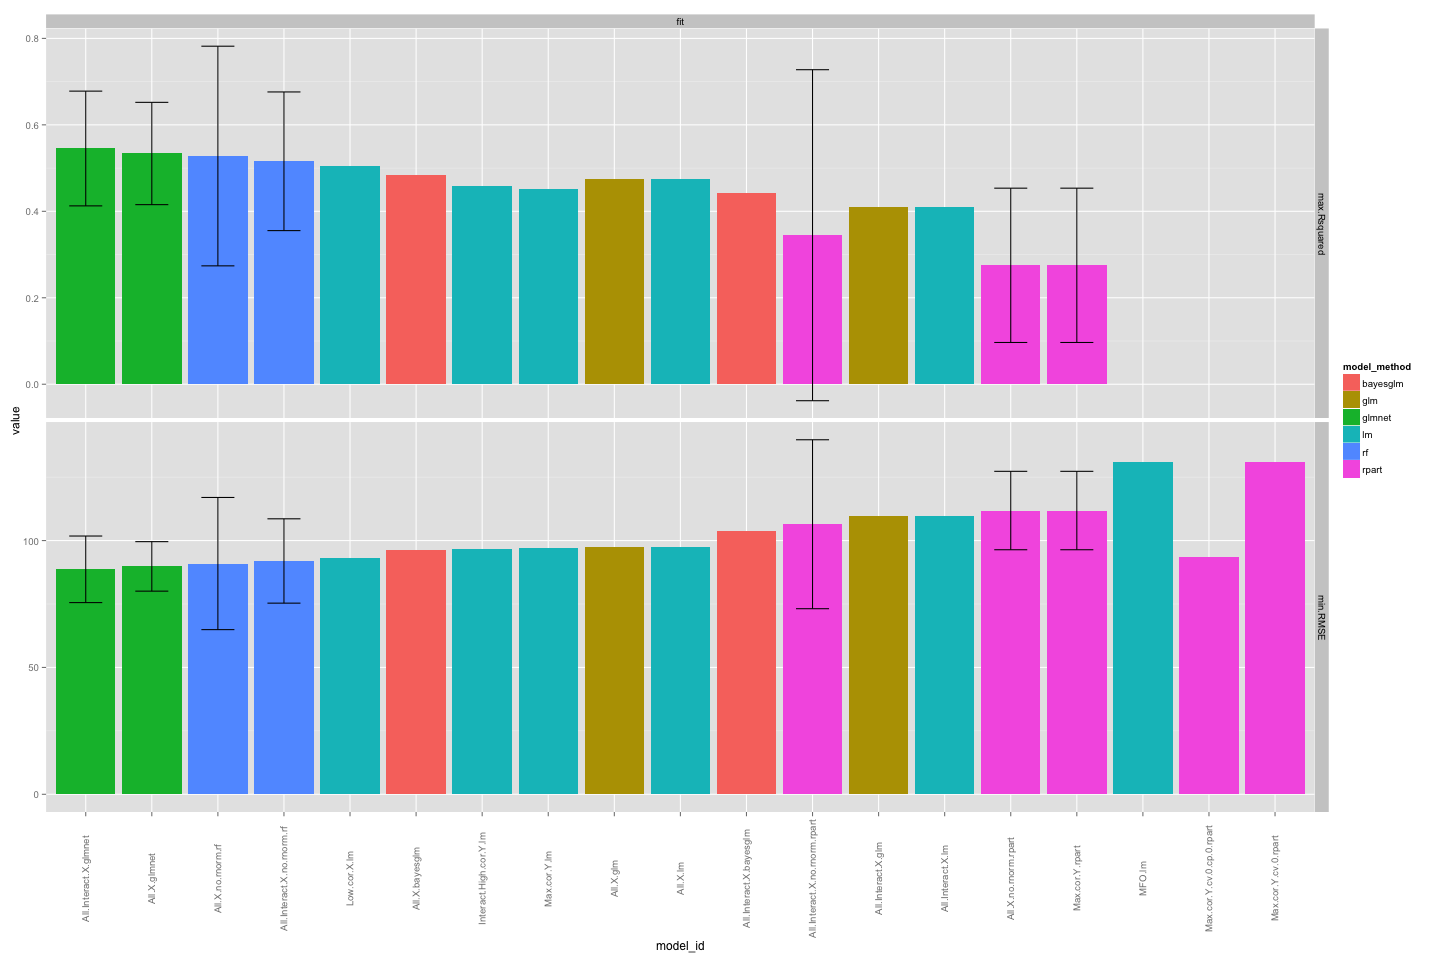 fit
0.8
0.6
0.4
0.2
0.0
max.Rsquared
value
100
50
0
min.RMSE
All.Interact.X.glmnet
All.X.glmnet
All.X.no.rnorm.rf
All.Interact.X.no.rnorm.rf
Low.cor.X.lm
All.X.bayesglm
Interact.High.cor.Y.lm
Max.cor.Y.lm
All.X.glm
All.X.lm
All.Interact.X.bayesglm
All.Interact.X.no.rnorm.rpart
All.Interact.X.glm
All.Interact.X.lm
All.X.no.rnorm.rpart
Max.cor.Y.rpart
MFO.lm
Max.cor.Y.cv.0.cp.0.rpart
Max.cor.Y.cv.0.rpart
model_id
model_method
bayesglm
glm
glmnet
lm
rf
rpart